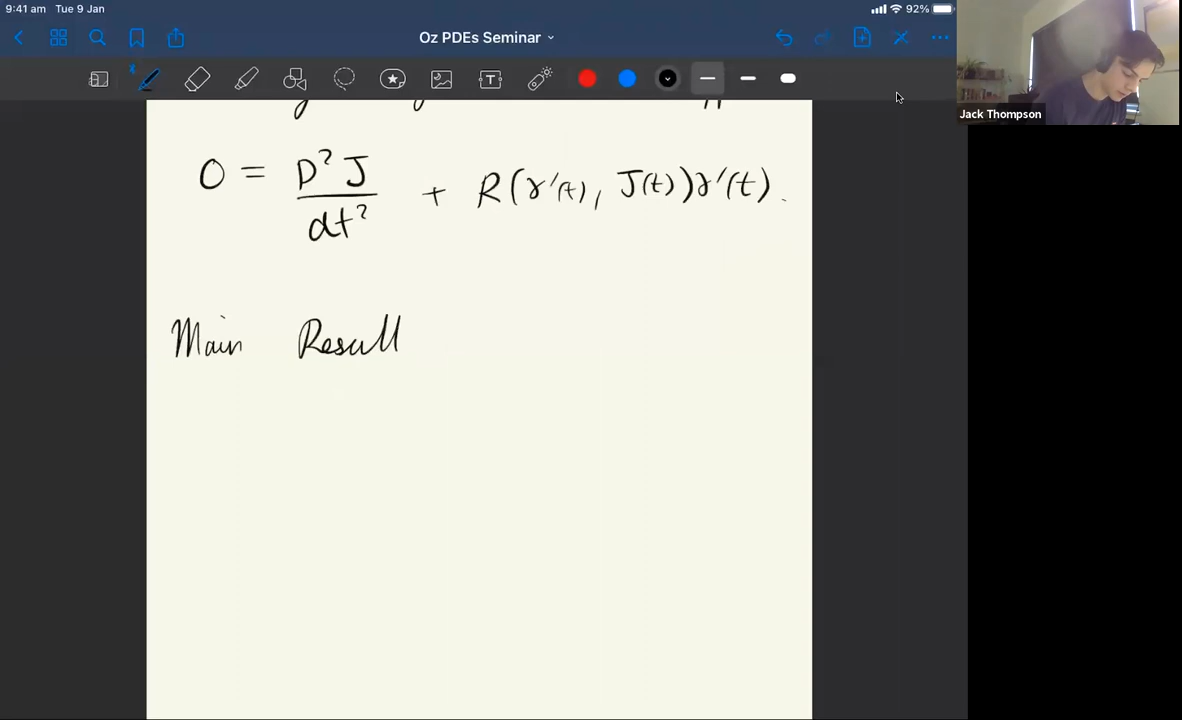 9:41 am Tue 9 Jan
92%
Oz PDEs Seminar
Jack Thompson
0 = D²J/dt² + R(γ'(t), J(t))γ'(t).
Main Result